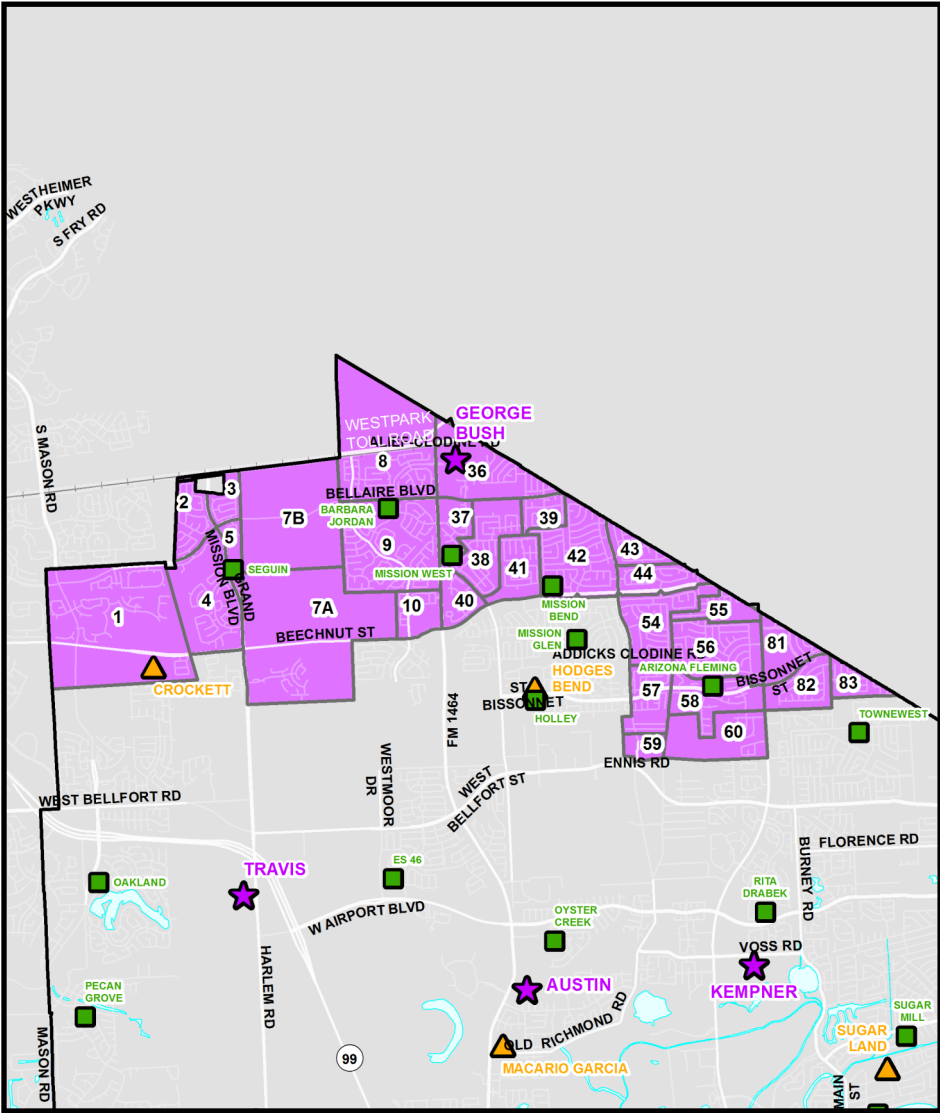 WESTHEIMER
PKWY
S FRY RD
S MASON RD
GEORGE
BUSH
WESTPARK
TOLL ROAD
ALIEF-CLODINE RD
8
36
2
3
BELLAIRE BLVD
BARBARA
JORDAN
7B
37
39
5
9
38
42
43
MISSION WEST
41
44
SEGUIN
GRAND
MISSION BLVD
1
4
7A
10
40
MISSION
BEND
54
55
BEECHNUT ST
MISSION
GLEN
56
81
ADDICKS CLODINE RD
ARIZONA FLEMING
BISSONNET
ST
CROCKETT
HODGES
BEND
57
82
83
ST
BISSONNET
HOLLEY
58
60
TOWNEWEST
FM 1464
59
ENNIS RD
WESTMOOR
DR
WEST
BELLFORT ST
WEST BELLFORT RD
FLORENCE RD
BURNEY RD
TRAVIS
ES 46
OAKLAND
RITA
DRABEK
W AIRPORT BLVD
OYSTER
CREEK
VOSS RD
HARLEM RD
AUSTIN
KEMPNER
PECAN
GROVE
OLD RICHMOND RD
SUGAR
MILL
SUGAR
LAND
MASON RD
99
MACARIO GARCIA
MAIN
ST